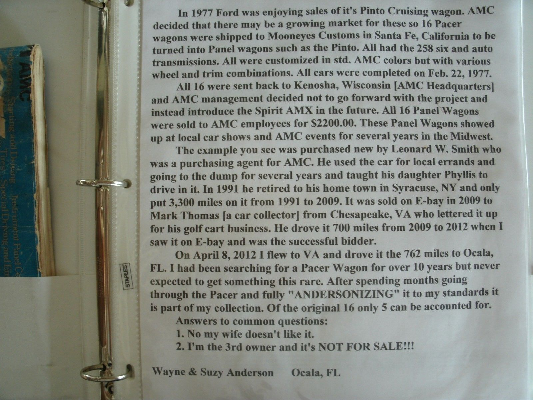 In 1977 Ford was enjoying sales of it's Pinto Cruising wagon. AMC
decided that there may be a growing market for these so 16 Pacer
wagons were shipped to Mooneyes Customs in Santa Fe, California to be
turned into Panel wagons such as the Pinto. All had the 258 six and auto
transmissions. All were customized in std. AMC colors but with various
wheel and trim combinations. All cars were completed on Feb. 22, 1977.
All 16 were sent back to Kenosha, Wisconsin [AMC Headquarters]
and AMC management decided not to go forward with the project and
instead introduce the Spirit AMX in the future. All 16 Panel Wagons
were sold to AMC employees for $2200.00. These Panel Wagons showed
up at local car shows and AMC events for several years in the Midwest.
The example you see was purchased new by Leonard W. Smith who
was a purchasing agent for AMC. He used the car for local errands and
going to the dump for several years and taught his daughter Phyllis to
drive in it. In 1991 he retired to his home town in Syracuse, NY and only
put 3,300 miles on it from 1991 to 2009. It was sold on E-bay in 2009 to
Mark Thomas [a car collector] from Chesapeake, VA who lettered it up
for his golf cart business. He drove it 700 miles from 2009 to 2012 when I
saw it on E-bay and was the successful bidder.
On April 8, 2012 I flew to VA and drove it the 762 miles to Ocala,
FL. I had been searching for a Pacer Wagon for over 10 years but never
expected to get something this rare. After spending months going
through the Pacer and fully "ANDERSONIZING" it to my standards it
is part of my collection. Of the original 16 only 5 can be accounted for.
Answers to common questions:
1. No my wife doesn't like it.
2. I'm the 3rd owner and it's NOT FOR SALE!!!
Wayne & Suzy Anderson Ocala, FL
AMC